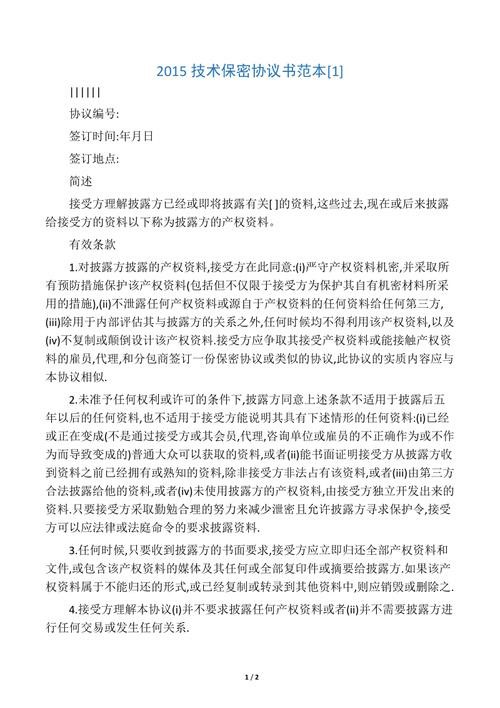 2015 技术保密协议书范本[1]
||||||
协议编号:
签订时间:年月日
签订地点:
简述
接受方理解披露方已经或即将披露有关[ ]的资料,这些过去,现在或后来披露
给接受方的资料以下称为披露方的产权资料。
有效条款
1.对披露方披露的产权资料,接受方在此同意:(i)严守产权资料机密,并采取所
有预防措施保护该产权资料(包括但不仅限于接受方为保护其自有机密材料所采
用的措施),(ii)不泄露任何产权资料或源自于产权资料的任何资料给任何第三方,
(iii)除用于内部评估其与披露方的关系之外,任何时候均不得利用该产权资料,以及
(iv)不复制或颠倒设计该产权资料.接受方应争取其接受产权资料或能接触产权资
料的雇员,代理,和分包商签订一份保密协议或类似的协议,此协议的实质内容应与
本协议相似.
2.未准予任何权利或许可的条件下,披露方同意上述条款不适用于披露后五
年以后的任何资料,也不适用于接受方能说明其具有下述情形的任何资料:(i)已经
或正在变成(不是通过接受方或其会员,代理,咨询单位或雇员的不正确作为或不作
为而导致变成的)普通大众可以获取的资料,或者(ii)能书面证明接受方从披露方收
到资料之前已经拥有或熟知的资料,除非接受方非法占有该资料,或者(iii)由第三方
合法披露给他的资料,或者(iv)未使用披露方的产权资料,由接受方独立开发出来的
资料.只要接受方采取勤勉合理的努力来减少泄密且允许披露方寻求保护令,接受
方可以应法律或法庭命令的要求披露资料.
3.任何时候,只要收到披露的书面要求,接受方应立即归还全部产权资料和
文件,或包含该产权资料的媒体及其任何或全部复印件或摘要给披露方.如果该产
权资料属于不能归还的形式,或已经复制或转录到其他资料中,则应销毁或删除之.
4.接受方理解本协议(i)并不要求披露任何产权资料或者(ii)并不需要披露方进
行任何交易或发生任何关系.
1 / 2